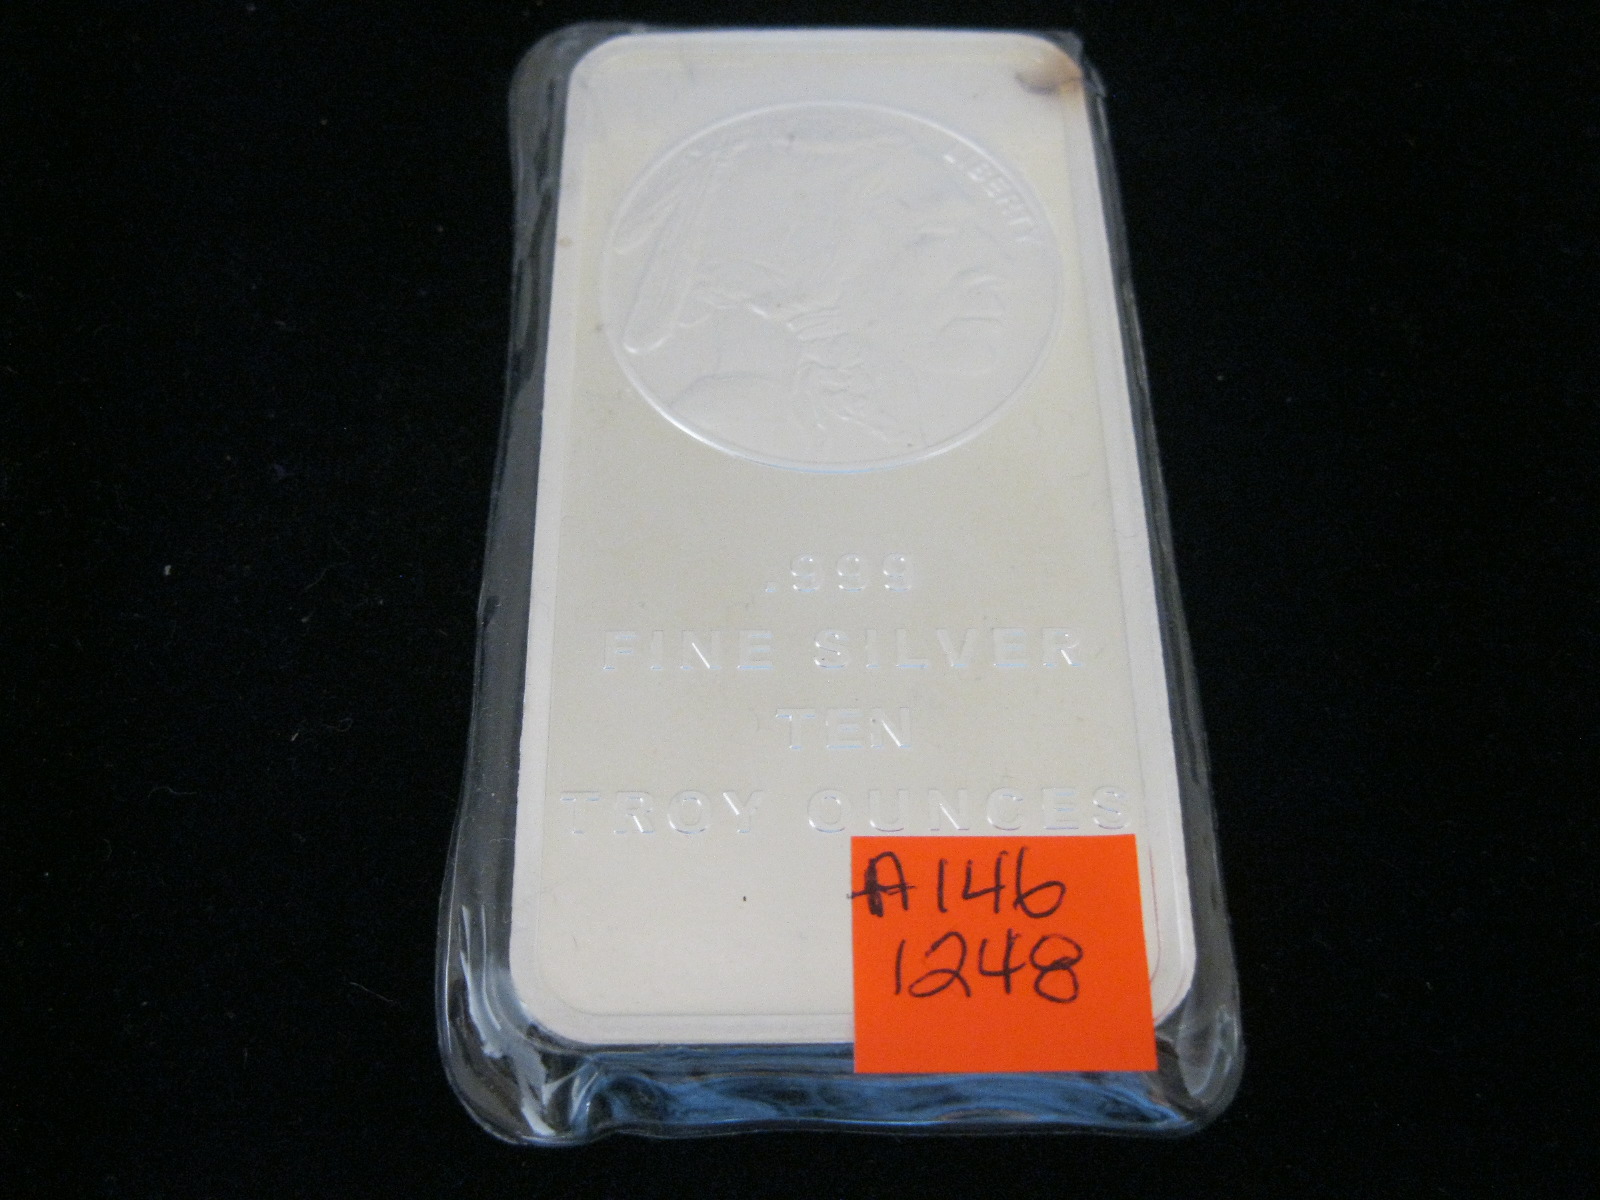 LIBERTY
.999
FINE SILVER
TEN
TROY OUNCES
A146
1248